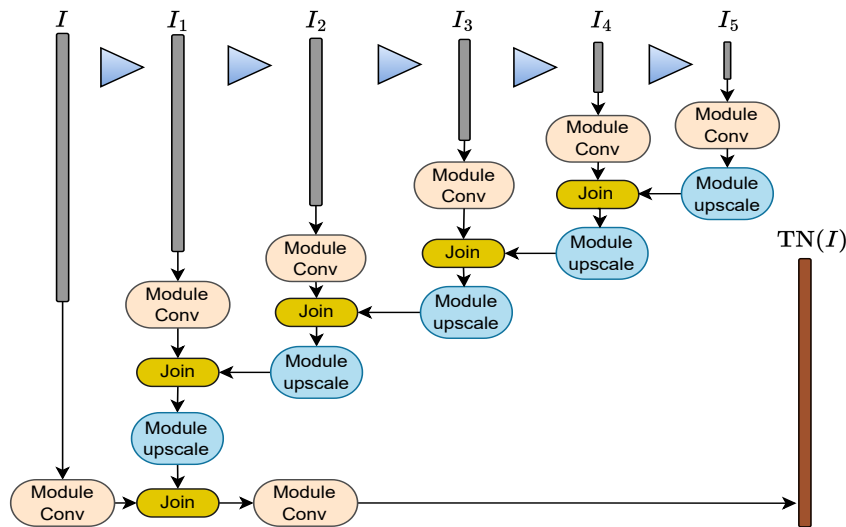 I I₁ I₂ I₃ I₄ I₅
Module
Conv
Module
Conv
Module
Conv
Join
Module
upscale
Module
Conv
Join
Module
upscale
TN(I)
Module
Conv
Join
Module
upscale
Join
Module
upscale
Module
upscale
Module
Conv
Join
Module
Conv